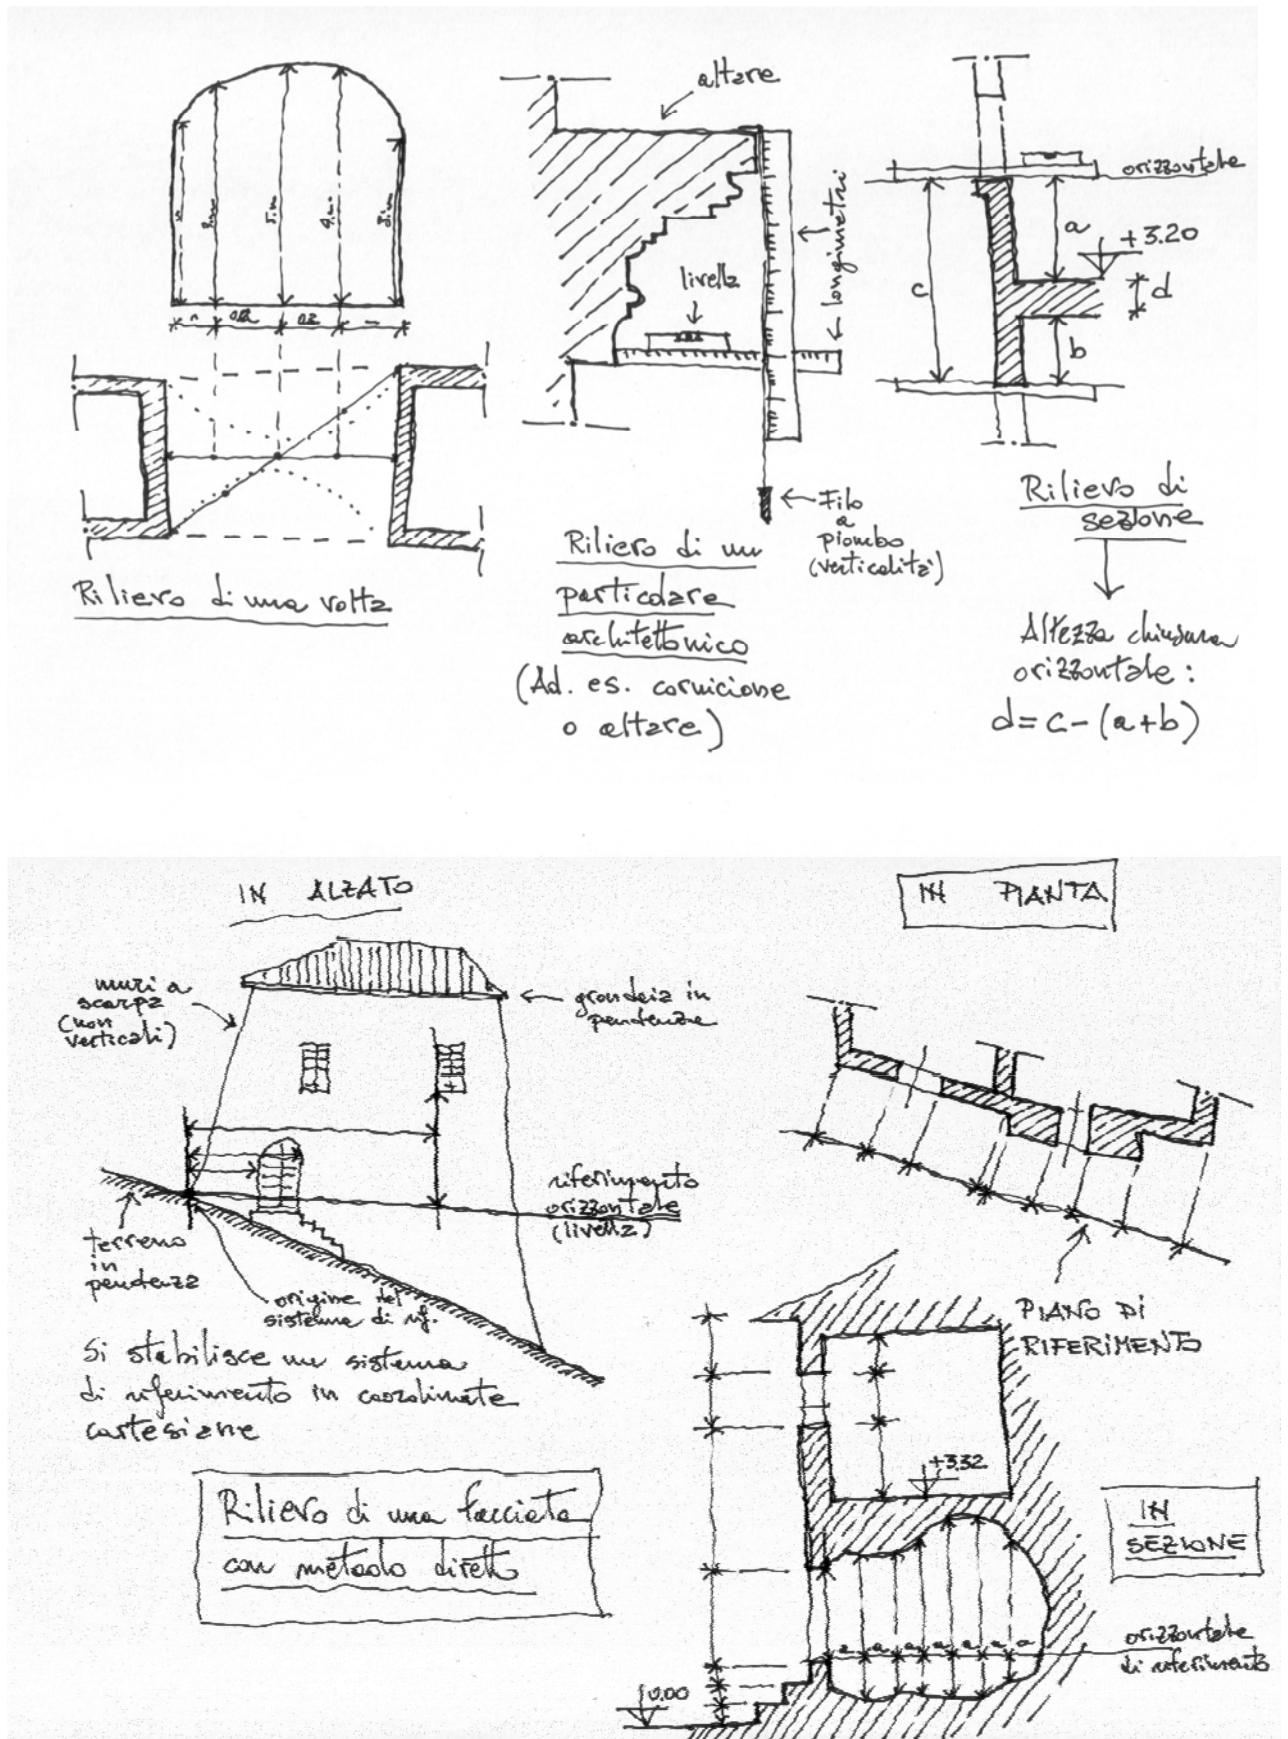 altare
livella
longimetri
Filo
a
piombo
(verticalità)
orizzontale
a
+3.20
c
d
b
Rilievo di una volta
Rilievo di un
particolare
architettonico
(Ad. es. cornicione
o altare)
Rilievo di
sezione
Altezza chiusura
orizzontale:
d=c-(a+b)
IN ALZATO
muri a
scarpa
(non
verticali)
grondaia in
pendenza
riferimento
orizzontale
(livella)
terreno
in
pendenza
origine del
sistema di rif.
Si stabilisce un sistema
di riferimento in coordinate
cartesiane
Rilievo di una facciata
con metodo diretto
IN PIANTA
PIANO DI
RIFERIMENTO
+3.32
IN
SEZIONE
a a a a a a a
orizzontale
di riferimento
0.00